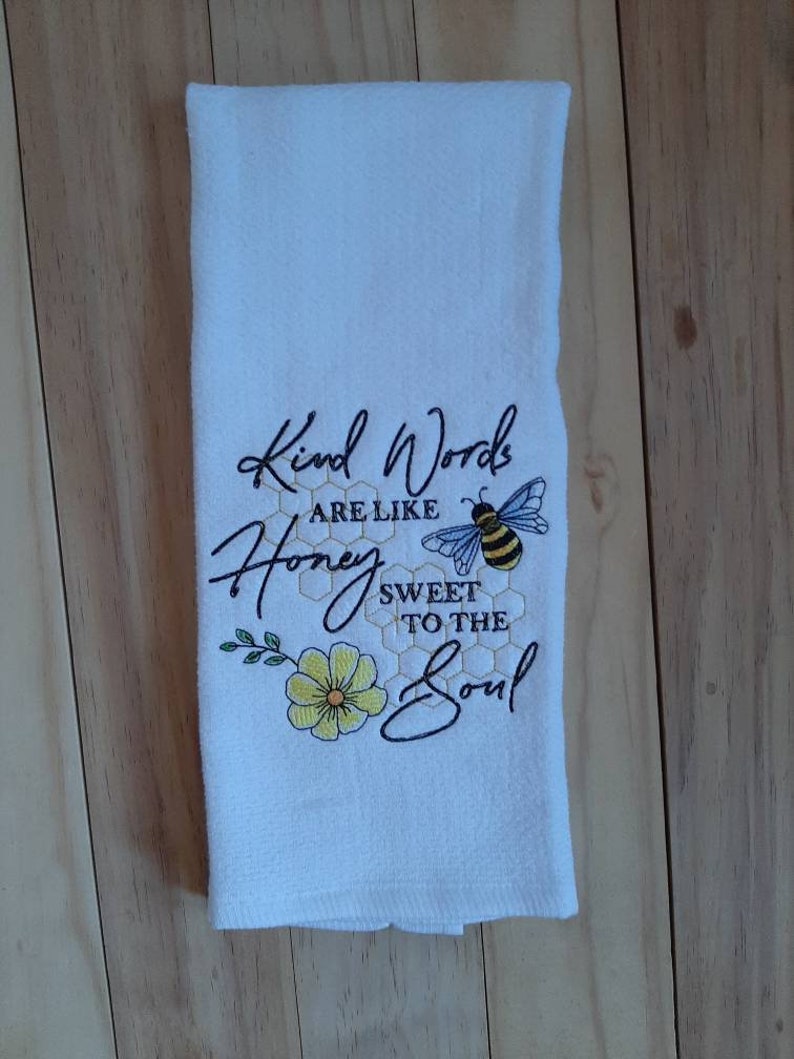 Kind Words
ARE LIKE
Honey
SWEET
TO THE
Soul